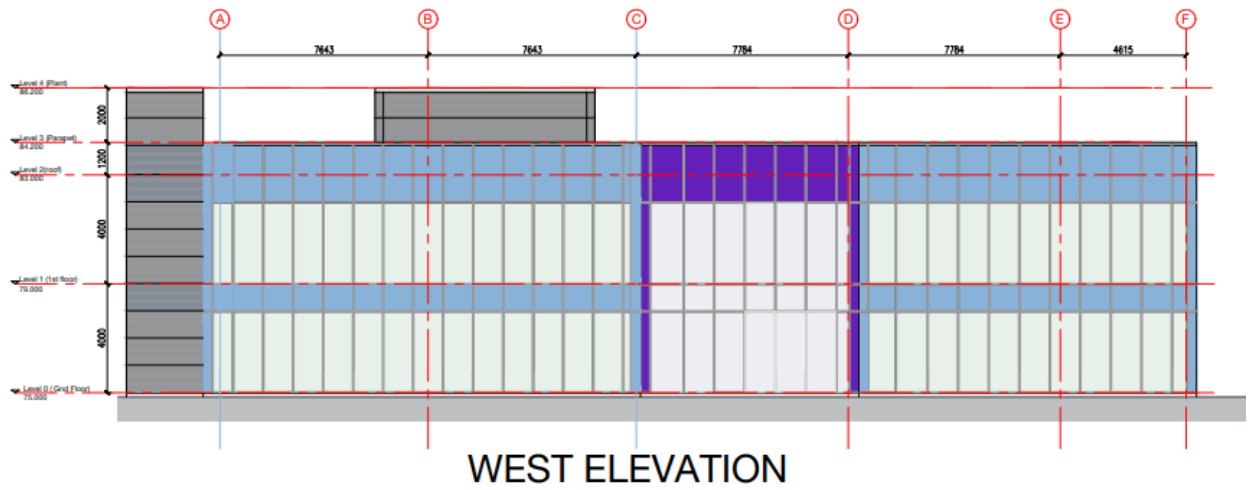 A B C D E F
7643 7643 7784 7784 4615
Level 4 (Plant)
86.200
2000
Level 3 (Parapet)
84.200
1200
Level 2(roof)
83.000
4000
Level 1 (1st floor)
79.000
4000
Level 0 ( Gnd Floor)
75.000
WEST ELEVATION